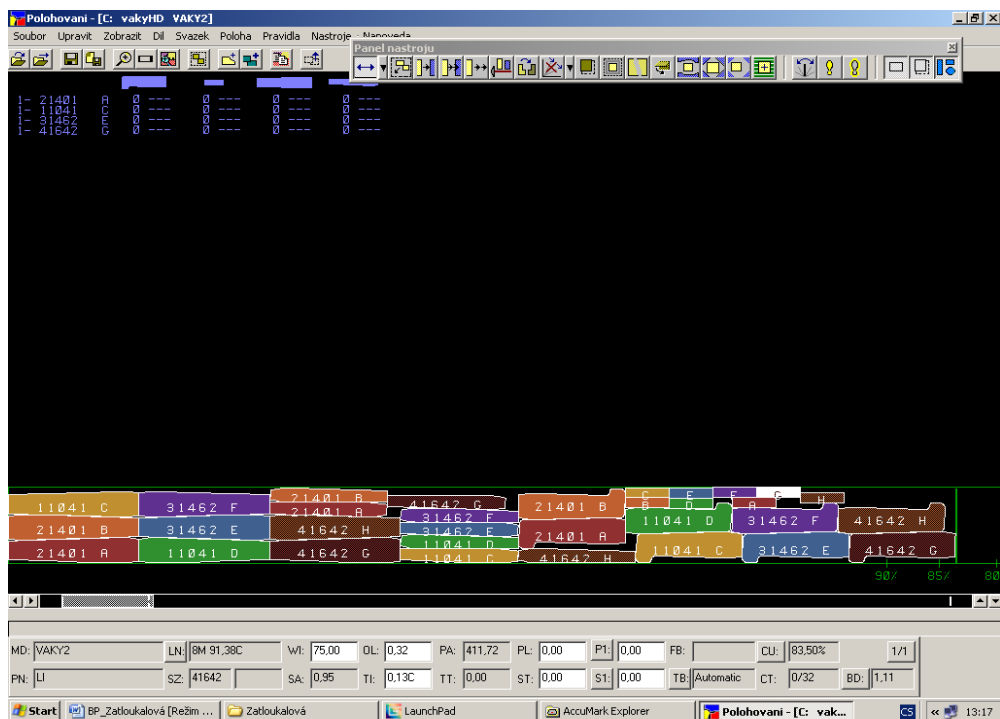 Polohovani - [C: vakyHD VAKY2]
Soubor Upravit Zobrazit Dil Svazek Poloha Pravidla Nastroje Napoveda
Panel nastroju
1- 21401 A 0 --- 0 --- 0 --- 0 ---
1- 11041 C 0 --- 0 --- 0 --- 0 ---
1- 31462 E 0 --- 0 --- 0 --- 0 ---
1- 41642 G 0 --- 0 --- 0 --- 0 ---
C E F G H
21401 B 41642 G B D A
11041 C 31462 F 21401 A 21401 B
31462 F 11041 D 31462 F 41642 H
21401 B 31462 E 41642 H 31462 E 21401 A
11041 D
21401 A 11041 D 41642 G 11041 C 41642 H 11041 C 31462 E 41642 G
90% 85% 80
MD: VAKY2 LN: 8M 91,38C WI: 75,00 OL: 0,32 PA: 411,72 PL: 0,00 P1: 0,00 FB: CU: 83,50% 1/1
PN: LI SZ: 41642 SA: 0,95 TI: 0,13C TT: 0,00 ST: 0,00 S1: 0,00 TB: Automatic CT: 0/32 BD: 1,11
Start BP_Zatloukalová [Režim ... Zatloukalová LaunchPad AccuMark Explorer Polohovani - [C: vak... CS « 13:17